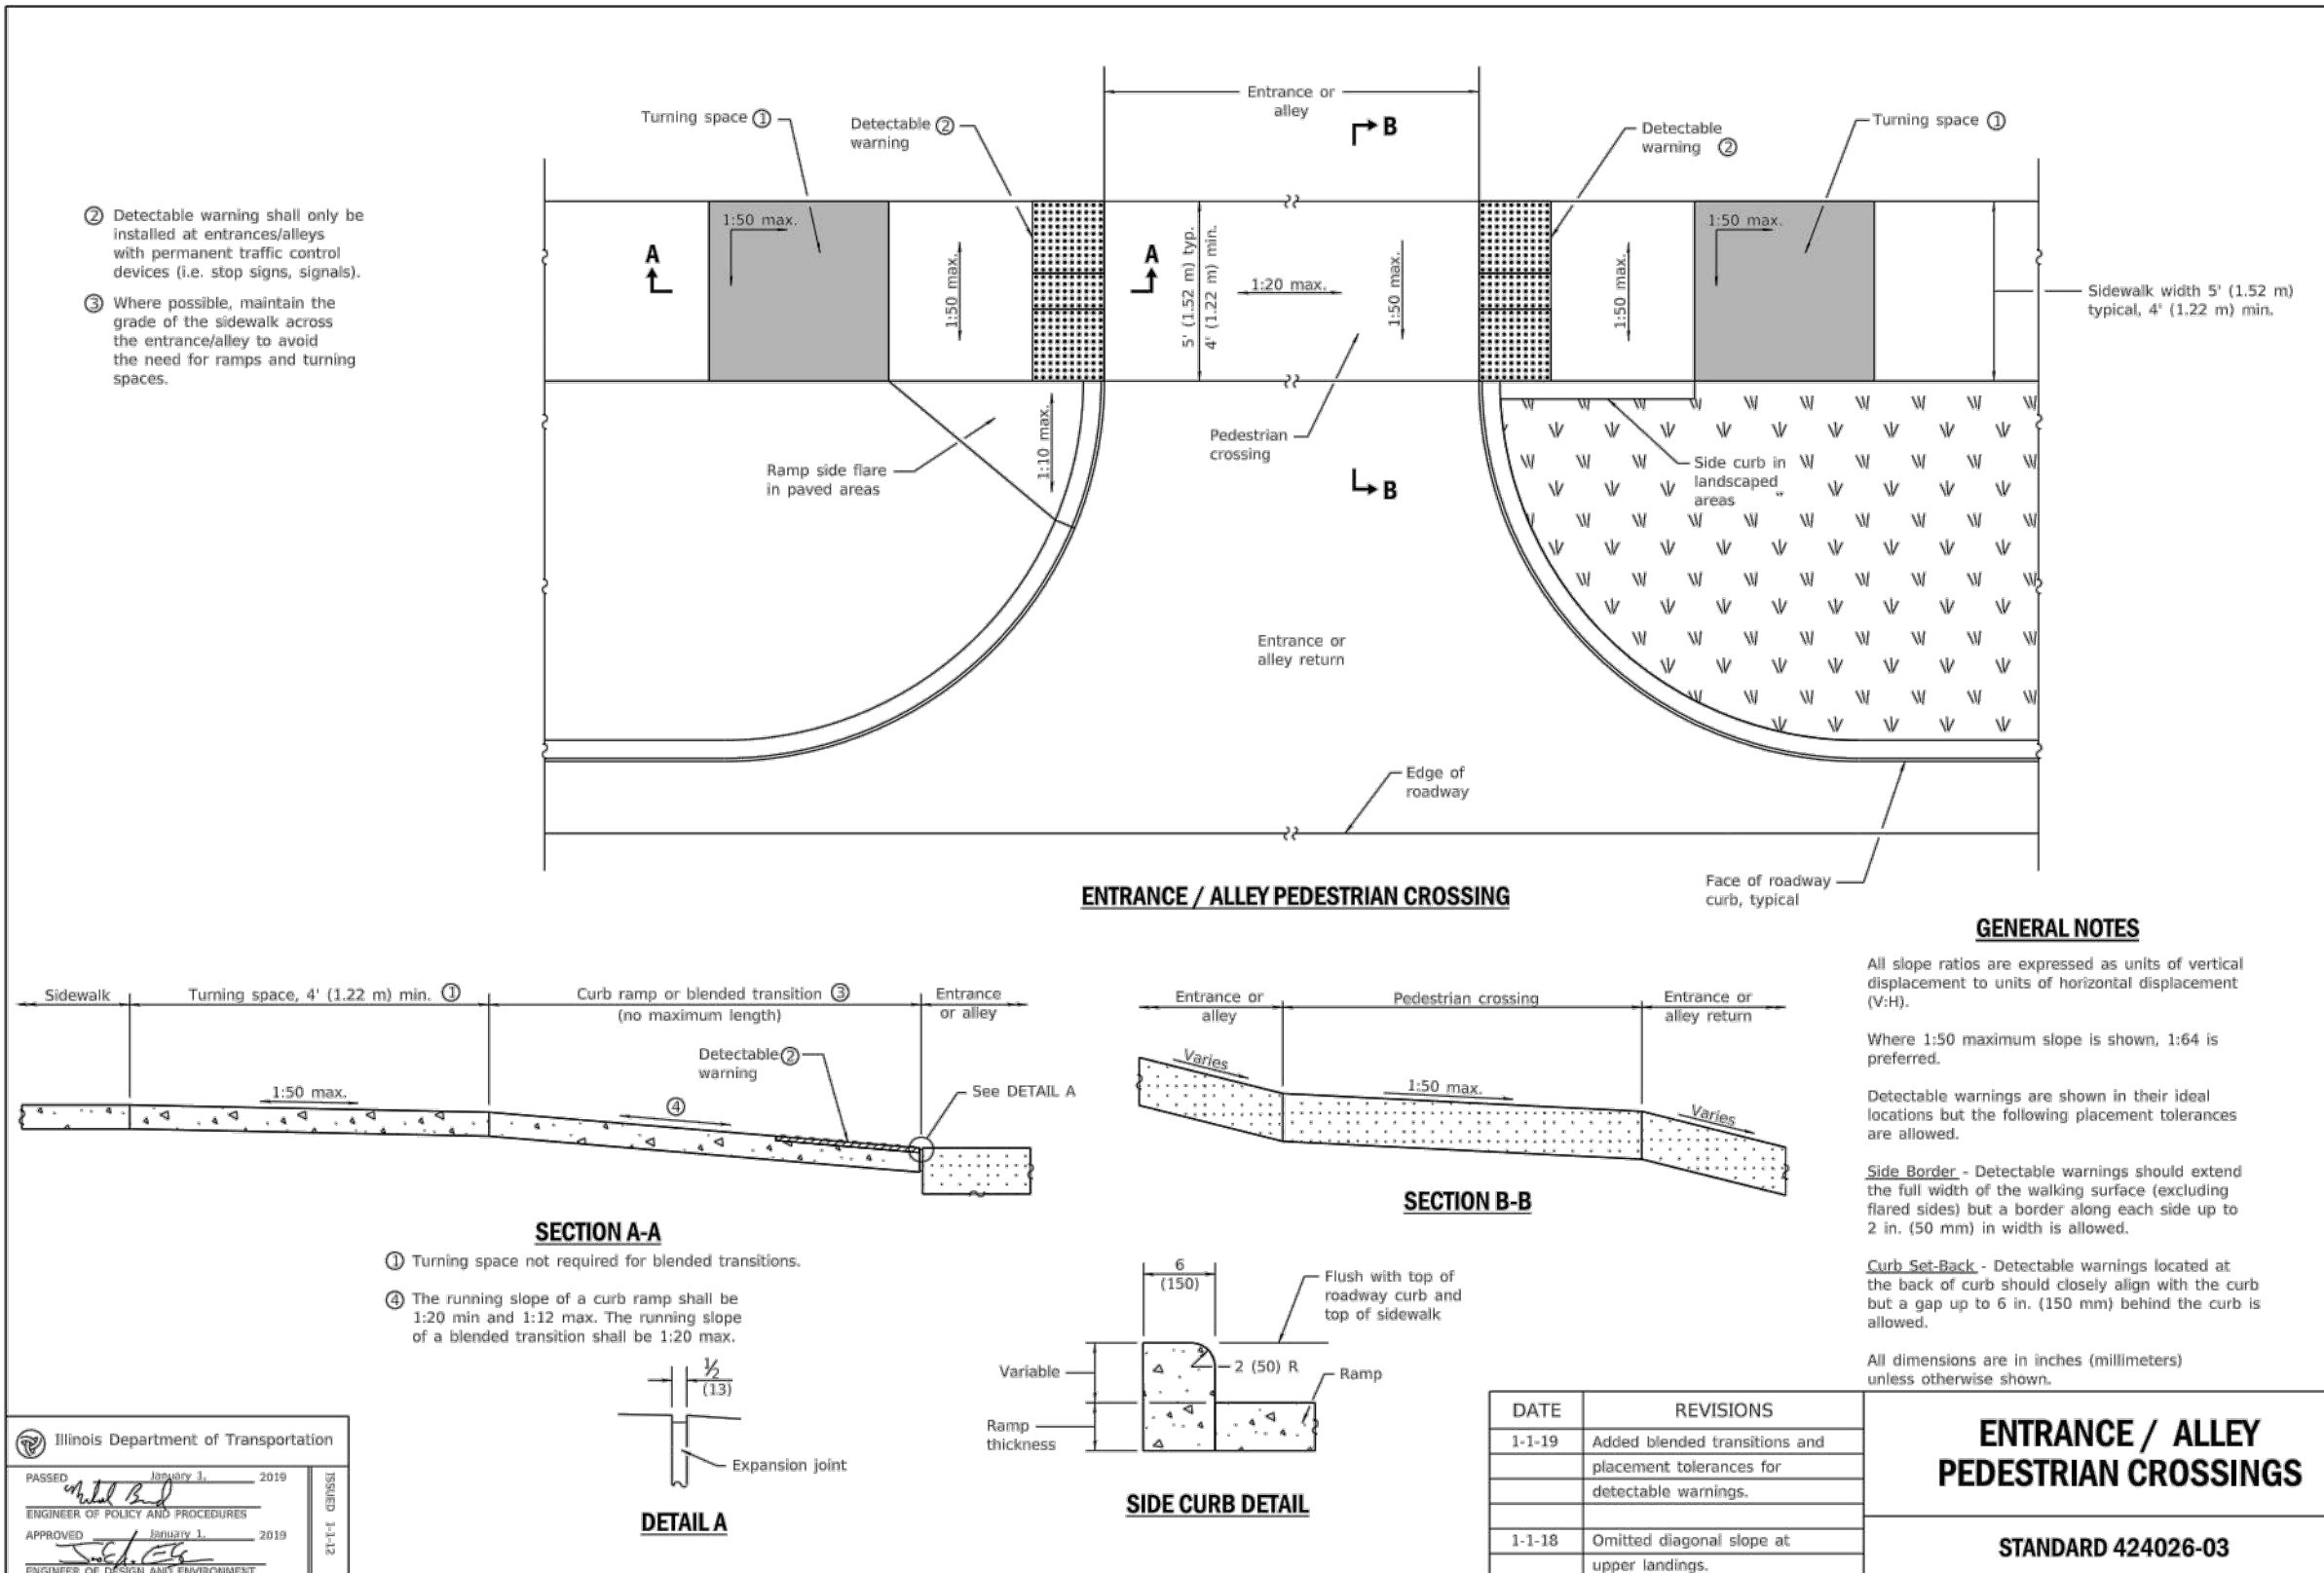 Entrance or
alley
B
Turning space ①
Detectable ②
warning
Detectable
warning ②
Turning space ①
② Detectable warning shall only be
installed at entrances/alleys
with permanent traffic control
devices (i.e. stop signs, signals).
③ Where possible, maintain the
grade of the sidewalk across
the entrance/alley to avoid
the need for ramps and turning
spaces.
1:50 max.
A
1:50 max.
A
5' (1.52 m) typ.
4' (1.22 m) min.
1:20 max.
1:50 max.
1:50 max.
1:50 max.
Sidewalk width 5' (1.52 m)
typical, 4' (1.22 m) min.
1:10 max.
Ramp side flare
in paved areas
Pedestrian
crossing
B
Side curb in
landscaped
areas
Entrance or
alley return
Edge of
roadway
Face of roadway
curb, typical
ENTRANCE / ALLEY PEDESTRIAN CROSSING
Sidewalk
Turning space, 4' (1.22 m) min. ①
Curb ramp or blended transition ③
(no maximum length)
Entrance
or alley
Detectable②
warning
See DETAIL A
1:50 max.
④
SECTION A-A
① Turning space not required for blended transitions.
④ The running slope of a curb ramp shall be
1:20 min and 1:12 max. The running slope
of a blended transition shall be 1:20 max.
Entrance or
alley
Pedestrian crossing
Entrance or
alley return
Varies
1:50 max.
Varies
SECTION B-B
½
(13)
Expansion joint
DETAIL A
6
(150)
Flush with top of
roadway curb and
top of sidewalk
2 (50) R
Variable
Ramp
Ramp
thickness
SIDE CURB DETAIL
GENERAL NOTES
All slope ratios are expressed as units of vertical
displacement to units of horizontal displacement
(V:H).
Where 1:50 maximum slope is shown, 1:64 is
preferred.
Detectable warnings are shown in their ideal
locations but the following placement tolerances
are allowed.
Side Border - Detectable warnings should extend
the full width of the walking surface (excluding
flared sides) but a border along each side up to
2 in. (50 mm) in width is allowed.
Curb Set-Back - Detectable warnings located at
the back of curb should closely align with the curb
but a gap up to 6 in. (150 mm) behind the curb is
allowed.
All dimensions are in inches (millimeters)
unless otherwise shown.
Illinois Department of Transportation
PASSED January 1, 2019
ENGINEER OF POLICY AND PROCEDURES
APPROVED January 1, 2019
ENGINEER OF DESIGN AND ENVIRONMENT
ISSUED 1-1-12
DATE REVISIONS
1-1-19 Added blended transitions and
placement tolerances for
detectable warnings.
1-1-18 Omitted diagonal slope at
upper landings.
ENTRANCE / ALLEY
PEDESTRIAN CROSSINGS
STANDARD 424026-03